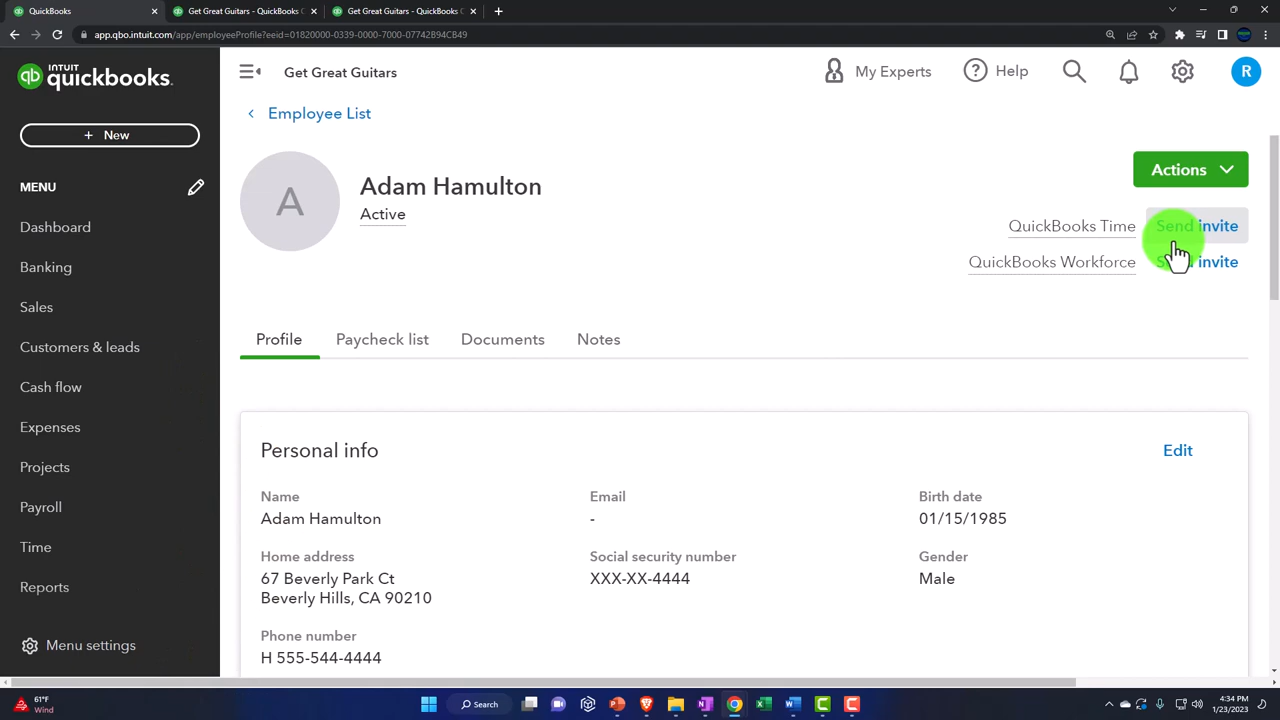 QuickBooks
Get Great Guitars - QuickBooks C
Get Great Guitars - QuickBooks C
app.qbo.intuit.com/app/employeeProfile?eeid=01820000-0339-0000-7000-07742B94CB49
INTUIT
quickbooks.
Get Great Guitars
My Experts
Help
R
Employee List
+ New
MENU
Dashboard
Banking
Sales
Customers & leads
Cash flow
Expenses
Projects
Payroll
Time
Reports
Menu settings
A
Adam Hamulton
Active
Actions
QuickBooks Time
Send invite
QuickBooks Workforce
Send invite
Profile
Paycheck list
Documents
Notes
Personal info
Edit
Name
Email
Birth date
Adam Hamulton
-
01/15/1985
Home address
Social security number
Gender
67 Beverly Park Ct
XXX-XX-4444
Male
Beverly Hills, CA 90210
Phone number
H 555-544-4444
61°F
Wind
Search
4:34 PM
1/23/2023